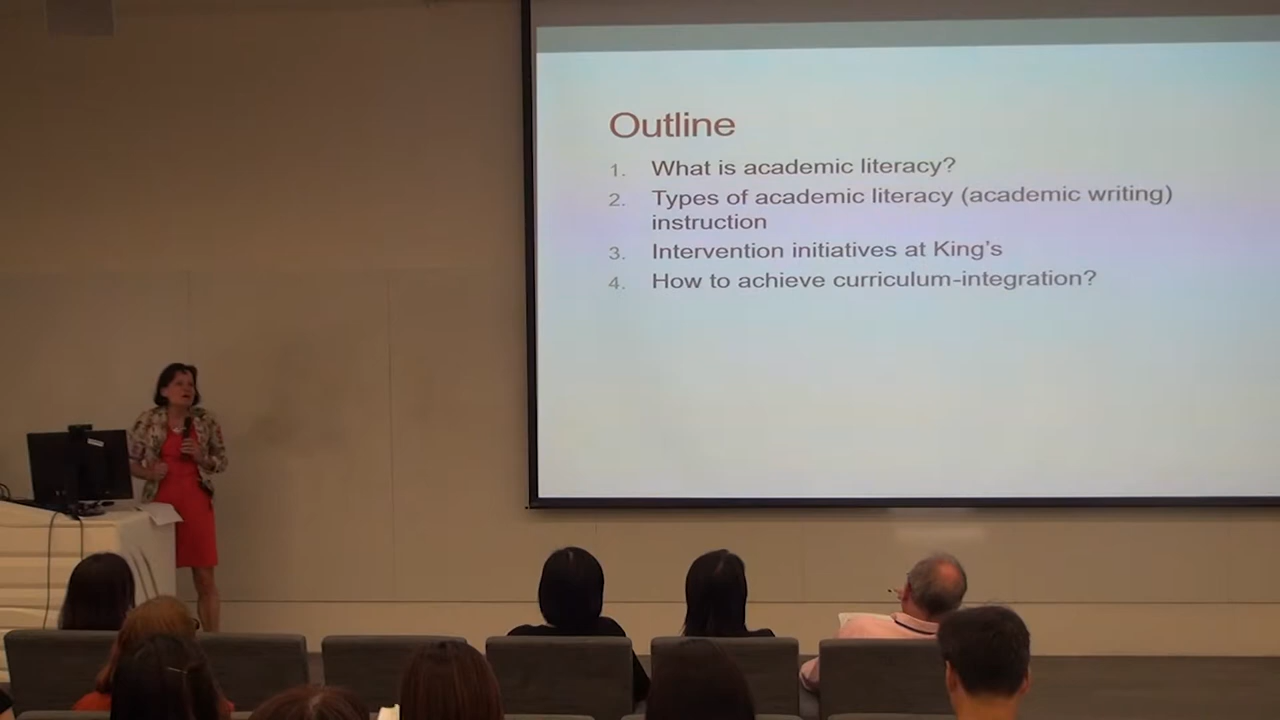 Outline
1. What is academic literacy?
2. Types of academic literacy (academic writing)
instruction
3. Intervention initiatives at King's
4. How to achieve curriculum-integration?